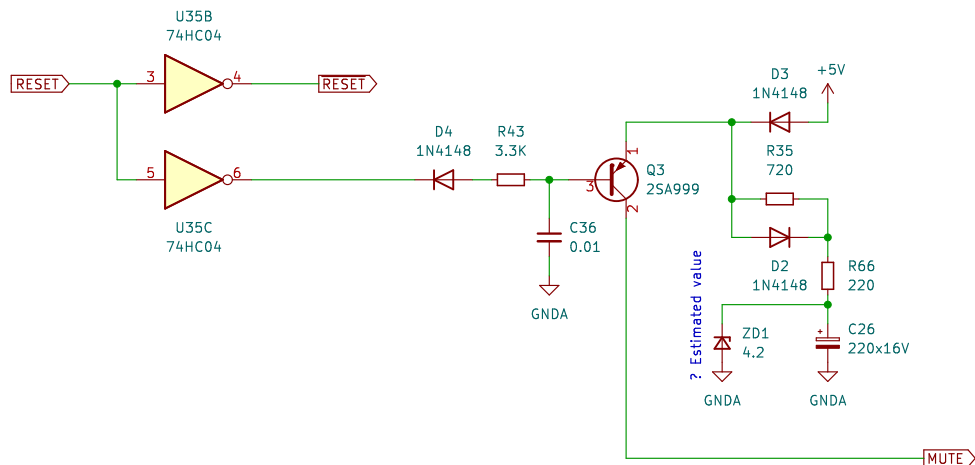 U35B
74HC04
RESET
3
4
RESET
5
6
U35C
74HC04
D4
1N4148
R43
3.3K
C36
0.01
GNDA
1
3
2
Q3
2SA999
D3
1N4148
+5V
R35
720
D2
1N4148
R66
220
? Estimated value
ZD1
4.2
GNDA
+
C26
220x16V
GNDA
MUTE